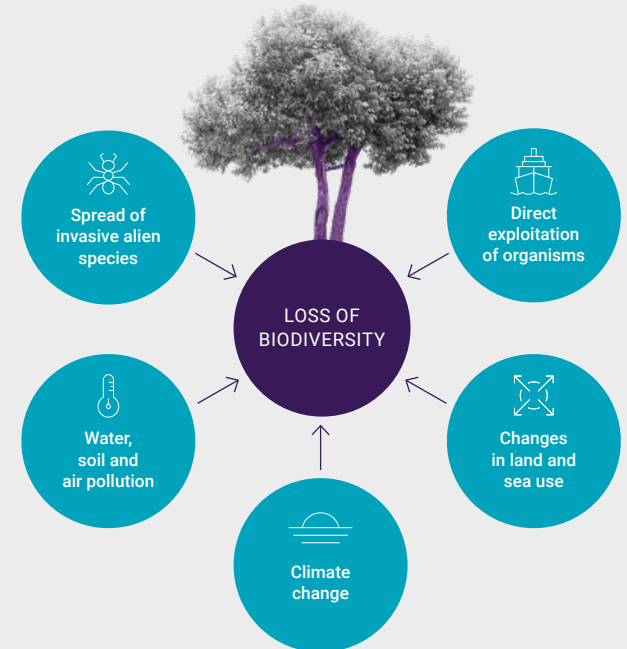 Spread of
invasive alien
species
Direct
exploitation
of organisms
LOSS OF
BIODIVERSITY
Water,
soil and
air pollution
Changes
in land and
sea use
Climate
change